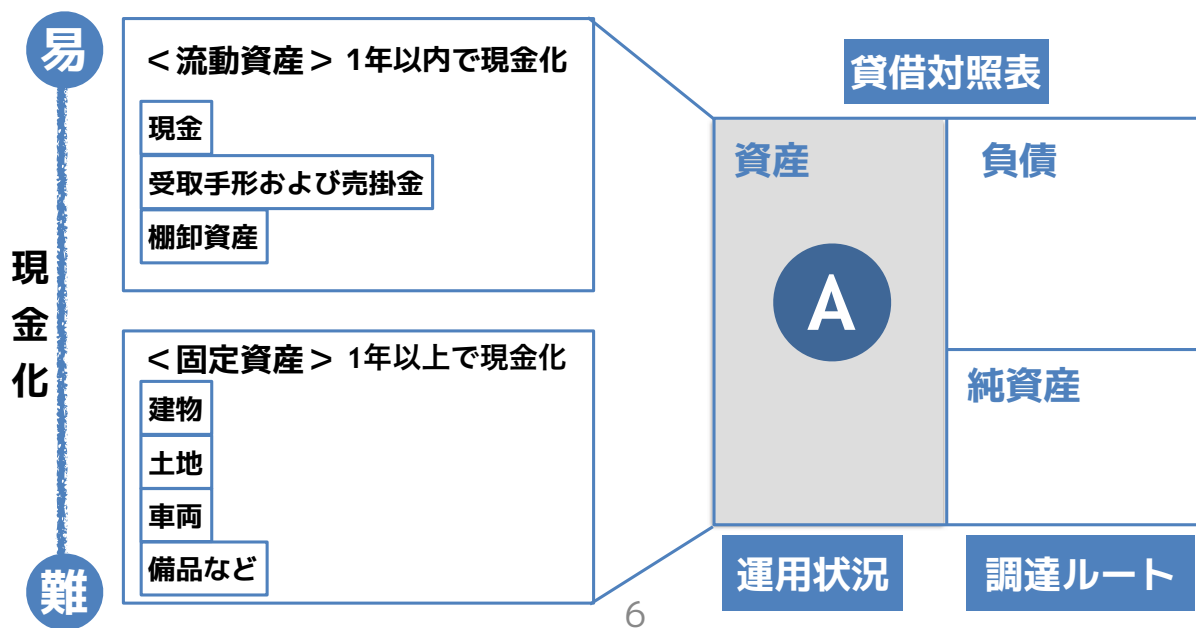 易
現金化
難
＜流動資産＞ 1年以内で現金化
現金
受取手形および売掛金
棚卸資産
＜固定資産＞ 1年以上で現金化
建物
土地
車両
備品など
貸借対照表
資産
負債
A
純資産
運用状況
調達ルート
6